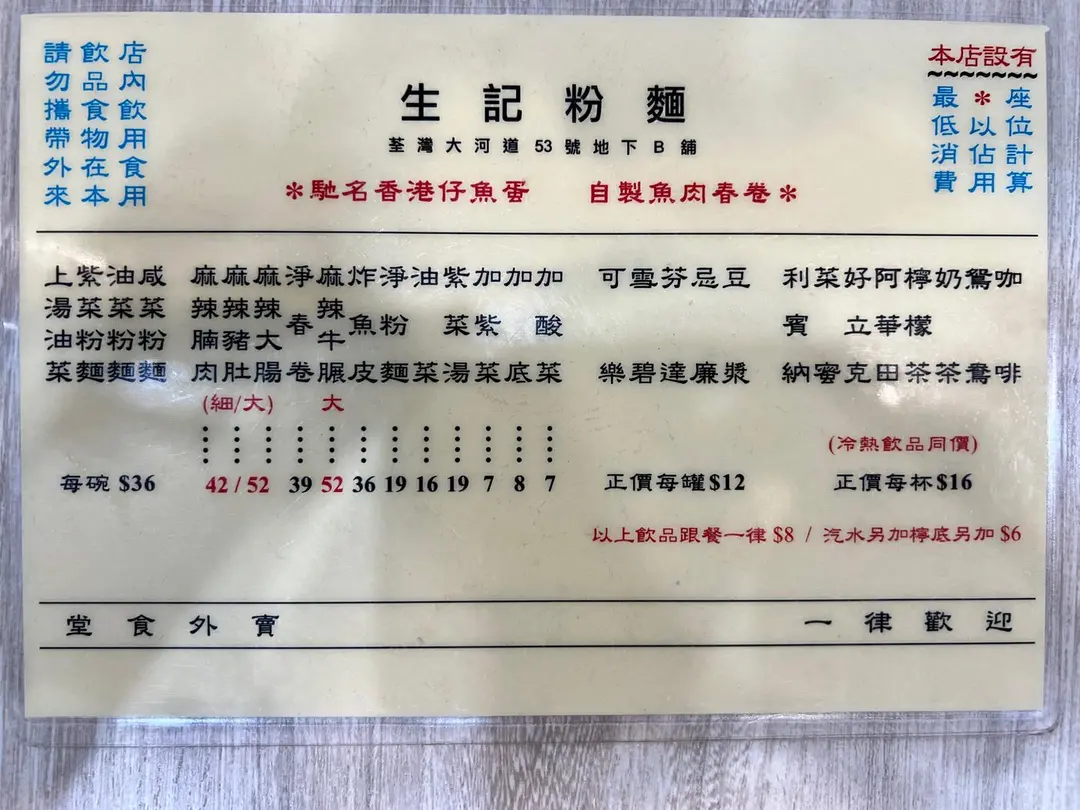 請勿攜帶外來
飲品食物在本
店內飲用食用
生記粉麵
荃灣大河道53號地下B舖
*馳名香港仔魚蛋 自製魚肉春卷*
本店設有
最低消費
*以佔用
座位計算
上湯油菜
紫菜粉麵
油菜粉麵
咸菜粉麵
每碗 $36
麻辣腩肉
麻辣豬肚
麻辣大腸
(細/大)
42 / 52
淨春卷
39
麻辣牛𦟌
大
52
炸魚皮
36
淨粉麵
19
油菜
16
紫菜湯
19
加紫菜
7
加底
8
加酸菜
7
可樂
雪碧
芬達
忌廉
豆漿
正價每罐$12
利賓納
菜蜜
好立克
阿華田
檸檬茶
奶茶
鴛鴦
咖啡
(冷熱飲品同價)
正價每杯$16
以上飲品跟餐一律 $8 / 汽水另加檸底另加 $6
堂食外賣 一律歡迎